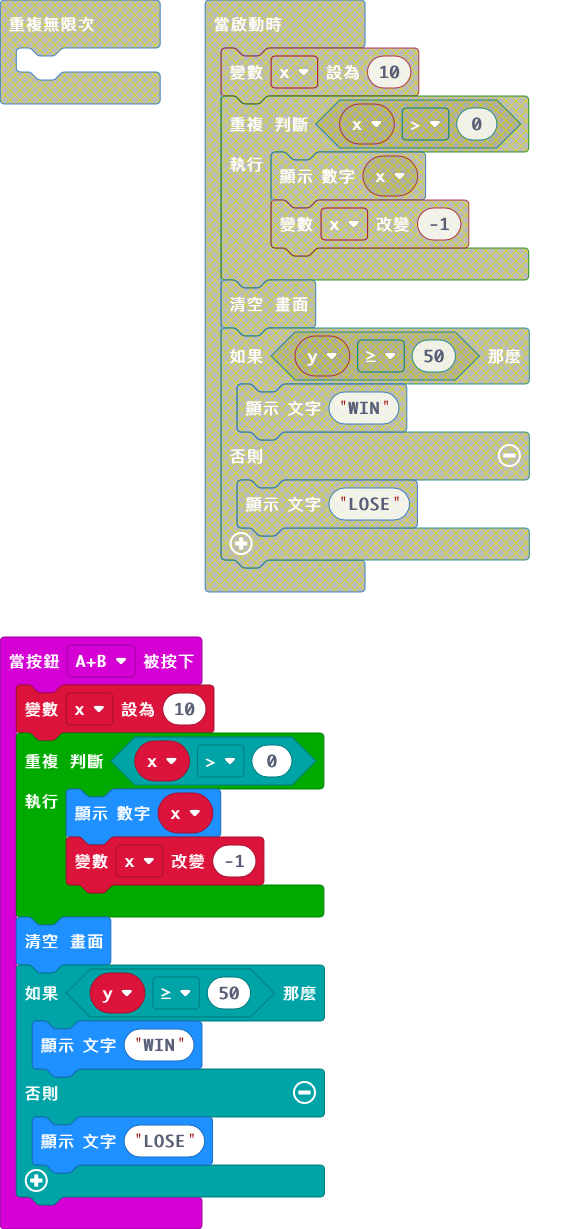 重複無限次
當啟動時
變數 x 設為 10
重複 判斷 x > 0
執行
顯示 數字 x
變數 x 改變 -1
清空 畫面
如果 y ≥ 50 那麼
顯示 文字 "WIN"
否則
顯示 文字 "LOSE"
當按鈕 A+B 被按下
變數 x 設為 10
重複 判斷 x > 0
執行
顯示 數字 x
變數 x 改變 -1
清空 畫面
如果 y ≥ 50 那麼
顯示 文字 "WIN"
否則
顯示 文字 "LOSE"